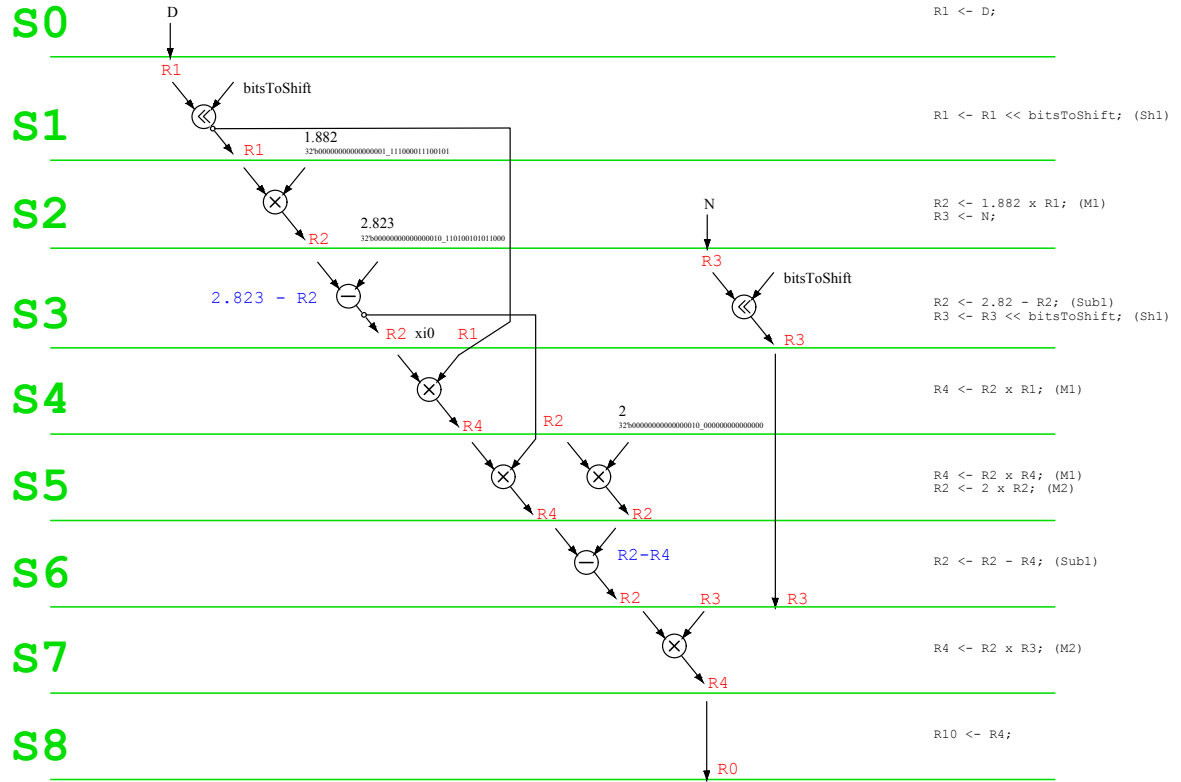 S0
D
R1 <- D;
R1
bitsToShift
S1
R1 <- R1 << bitsToShift; (Sh1)
1.882
R1
32'b00000000000000001_111000011100101
S2
N
R2 <- 1.882 x R1; (M1)
R3 <- N;
2.823
R2
32'b00000000000000010_110100101011000
R3
bitsToShift
2.823 - R2
S3
R2 <- 2.82 - R2; (Sub1)
R3 <- R3 << bitsToShift; (Sh1)
R2 xi0 R1
R3
S4
R4 <- R2 x R1; (M1)
2
R4
R2
32'b00000000000000010_000000000000000
S5
R4 <- R2 x R4; (M1)
R2 <- 2 x R2; (M2)
R4
R2
R2-R4
S6
R2 <- R2 - R4; (Sub1)
R2
R3
R3
S7
R4 <- R2 x R3; (M2)
R4
S8
R10 <- R4;
R0